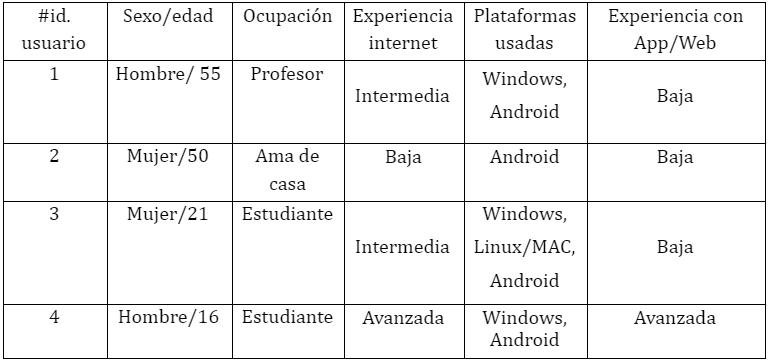 #id. usuario | Sexo/edad | Ocupación | Experiencia internet | Plataformas usadas | Experiencia con App/Web
1 | Hombre/ 55 | Profesor | Intermedia | Windows, Android | Baja
2 | Mujer/50 | Ama de casa | Baja | Android | Baja
3 | Mujer/21 | Estudiante | Intermedia | Windows, Linux/MAC, Android | Baja
4 | Hombre/16 | Estudiante | Avanzada | Windows, Android | Avanzada